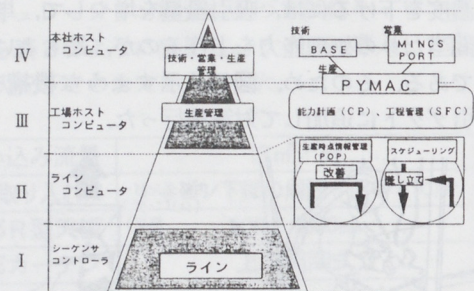 IV
本社ホスト
コンピュータ
III
工場ホスト
コンピュータ
II
ライン
コンピュータ
I
シーケンサ
コントローラ
技術・営業・生産
管理
生産管理
ライン
技術
BASE
営業
MINCS
PORT
生産
PYMAC
能力計画(CP)、工程管理(SFC)
生産時点情報管理
(POP)
改善
スケジューリング
差し立て